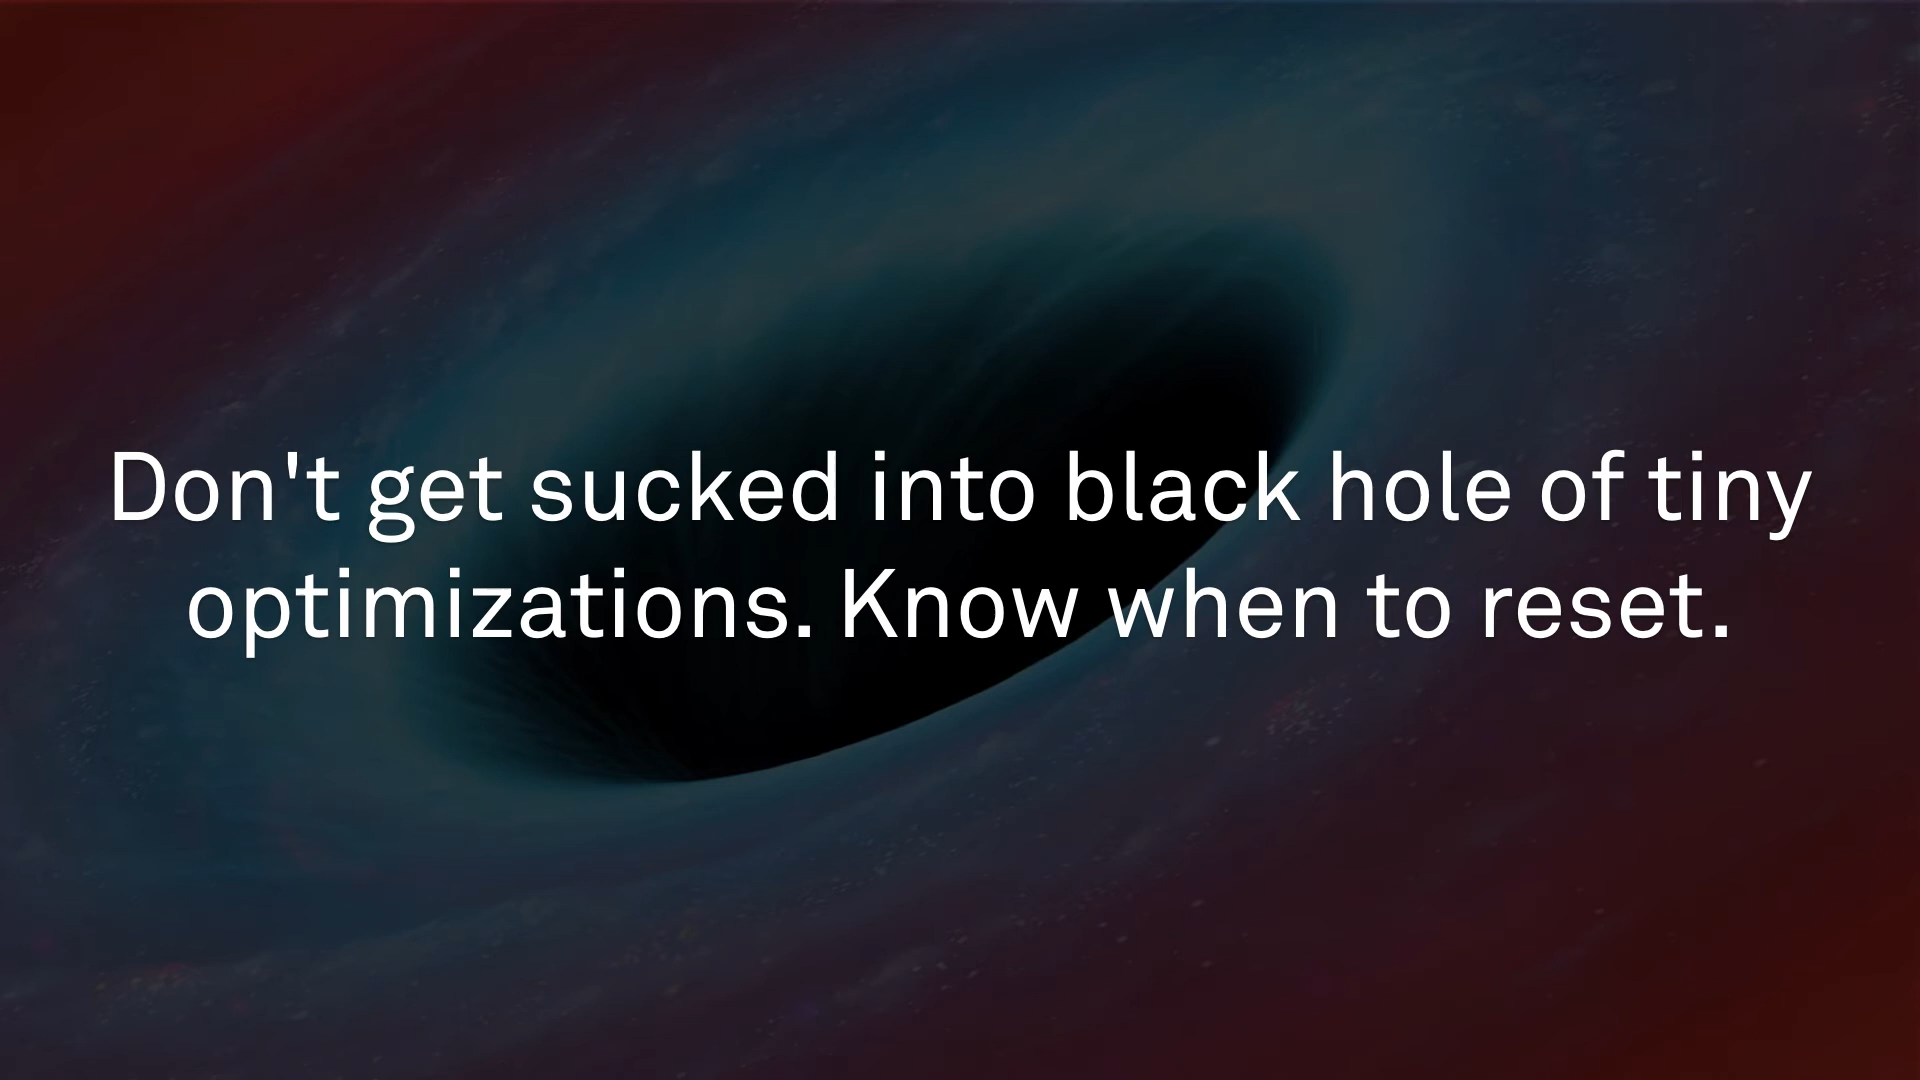 Don't get sucked into black hole of tiny
optimizations. Know when to reset.